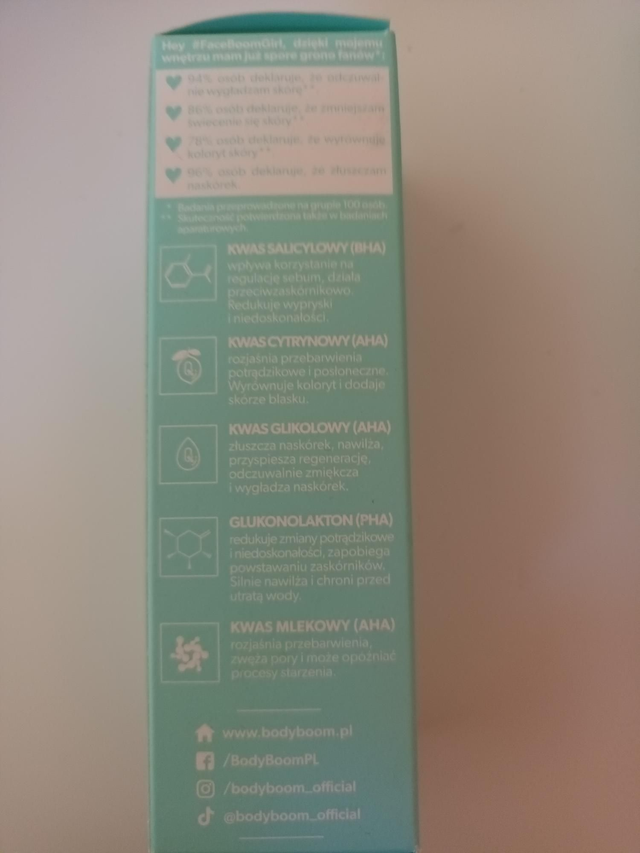 Hey #FaceBoomGirl, dzięki mojemu
wnętrzu mam już spore grono fanów*:
94% osób deklaruje, że odczuwal-
nie wygładzam skórę**
86% osób deklaruje, że zmniejszam
świecenie się skóry**
78% osób deklaruje, że wyrównuję
koloryt skóry**
96% osób deklaruje, że złuszczam
naskórek.
* Badania przeprowadzone na grupie 100 osób.
** Skuteczność potwierdzona także w badaniach
aparaturowych.
KWAS SALICYLOWY (BHA)
wpływa korzystanie na
regulację sebum, działa
przeciwzaskórnikowo.
Redukuje wypryski
i niedoskonałości.
KWAS CYTRYNOWY (AHA)
rozjaśnia przebarwienia
potrądzikowe i posłoneczne.
Wyrównuje koloryt i dodaje
skórze blasku.
KWAS GLIKOLOWY (AHA)
złuszcza naskórek, nawilża,
przyspiesza regenerację,
odczuwalnie zmiękcza
i wygładza naskórek.
GLUKONOLAKTON (PHA)
redukuje zmiany potrądzikowe
i niedoskonałości, zapobiega
powstawaniu zaskórników.
Silnie nawilża i chroni przed
utratą wody.
KWAS MLEKOWY (AHA)
rozjaśnia przebarwienia,
zwęża pory i może opóźniać
procesy starzenia.
www.bodyboom.pl
/BodyBoomPL
/bodyboom_official
@bodyboom_official